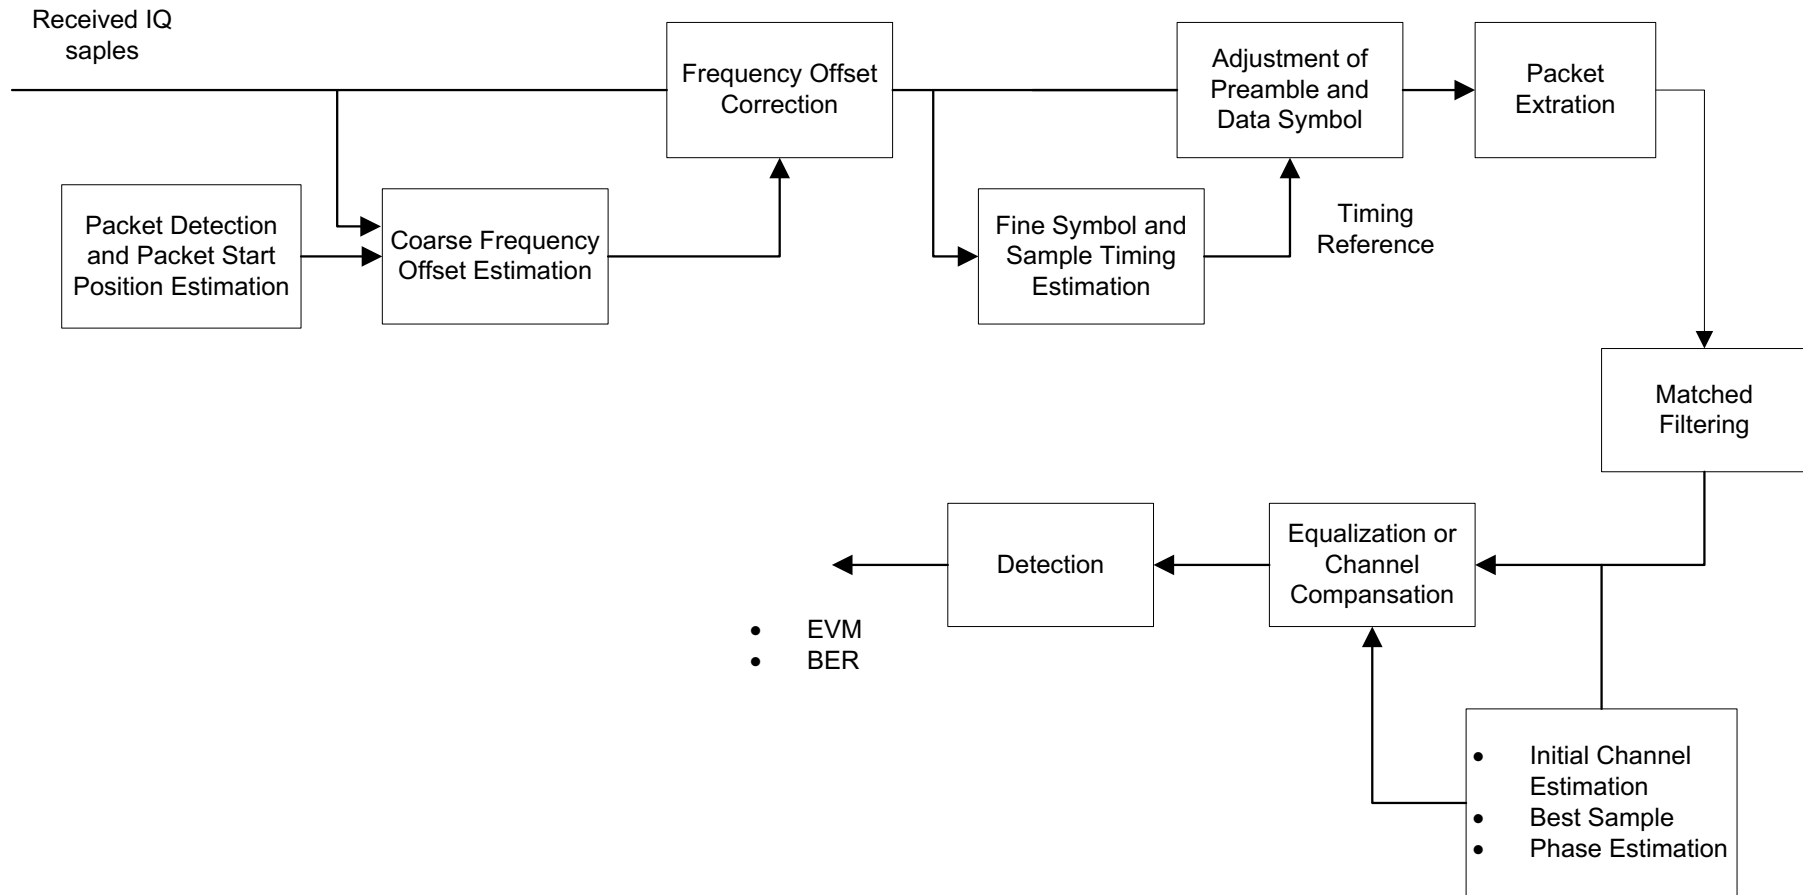 Received IQ
saples
Frequency Offset
Correction
Adjustment of
Preamble and
Data Symbol
Packet
Extration
Packet Detection
and Packet Start
Position Estimation
Coarse Frequency
Offset Estimation
Fine Symbol and
Sample Timing
Estimation
Timing
Reference
Matched
Filtering
Equalization or
Channel
Compansation
Detection
• EVM
• BER
• Initial Channel
Estimation
• Best Sample
• Phase Estimation